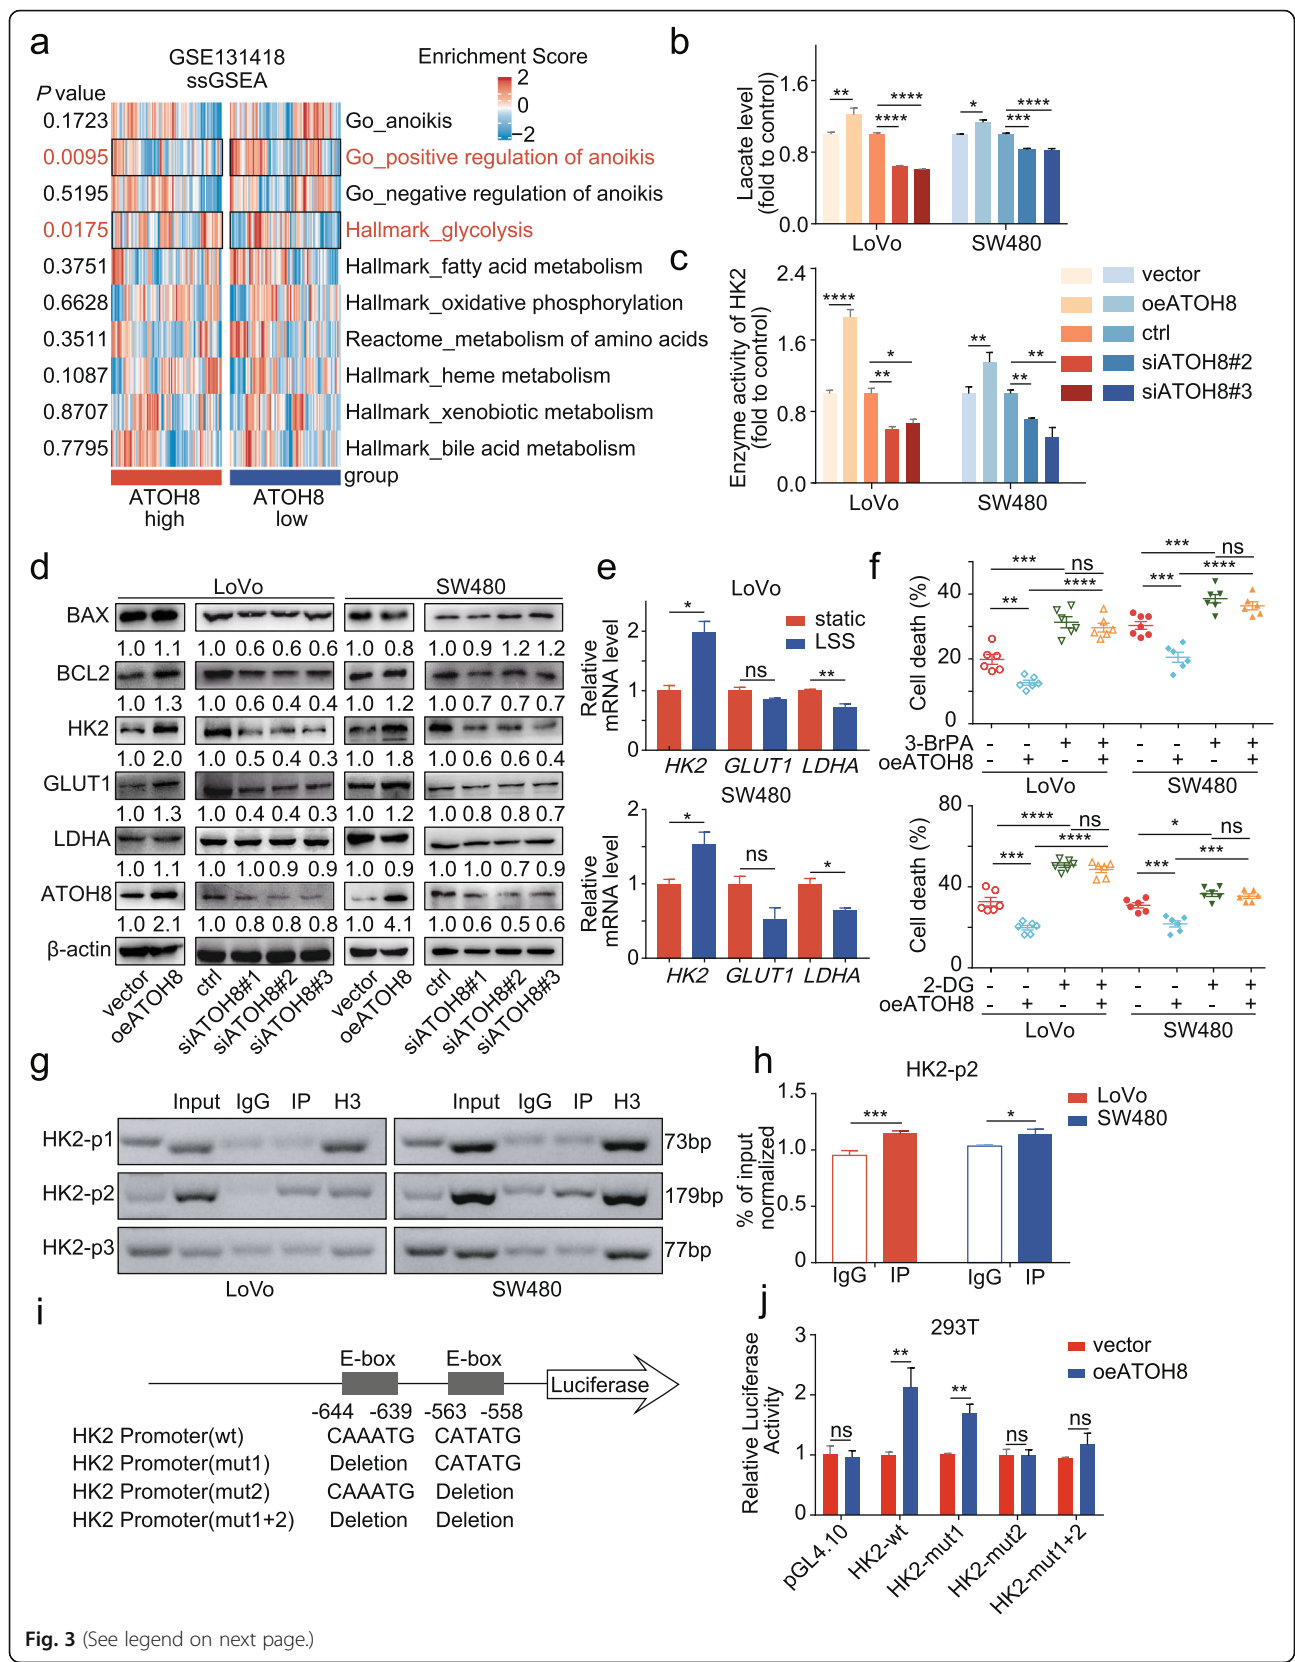 a
GSE131418
ssGSEA
Enrichment Score
2
0
−2
P value
0.1723 Go_anoikis
0.0095 Go_positive regulation of anoikis
0.5195 Go_negative regulation of anoikis
0.0175 Hallmark_glycolysis
0.3751 Hallmark_fatty acid metabolism
0.6628 Hallmark_oxidative phosphorylation
0.3511 Reactome_metabolism of amino acids
0.1087 Hallmark_heme metabolism
0.8707 Hallmark_xenobiotic metabolism
0.7795 Hallmark_bile acid metabolism
group
ATOH8 high
ATOH8 low
b
Lacate level
(fold to control)
1.6
0.8
0.0
** **** ****
* *** ****
LoVo SW480
c
Enzyme activity of HK2
(fold to control)
2.4
1.6
0.8
0.0
**** ** *
** ** **
LoVo SW480
vector
oeATOH8
ctrl
siATOH8#2
siATOH8#3
d
LoVo SW480
BAX
1.0 1.1 1.0 0.6 0.6 0.6 1.0 0.8 1.0 0.9 1.2 1.2
BCL2
1.0 1.3 1.0 0.6 0.4 0.4 1.0 1.2 1.0 0.7 0.7 0.7
HK2
1.0 2.0 1.0 0.5 0.4 0.3 1.0 1.8 1.0 0.6 0.6 0.4
GLUT1
1.0 1.3 1.0 0.4 0.4 0.3 1.0 1.2 1.0 0.8 0.8 0.7
LDHA
1.0 1.1 1.0 1.0 0.9 0.9 1.0 0.9 1.0 1.0 0.7 0.9
ATOH8
1.0 2.1 1.0 0.8 0.8 0.8 1.0 4.1 1.0 0.6 0.5 0.6
β-actin
vector oeATOH8 ctrl siATOH8#1 siATOH8#2 siATOH8#3 vector oeATOH8 ctrl siATOH8#1 siATOH8#2 siATOH8#3
e
LoVo
static
LSS
Relative
mRNA level
2
1
0
* ns **
HK2 GLUT1 LDHA
SW480
Relative
mRNA level
2
1
0
* ns *
HK2 GLUT1 LDHA
f
Cell death (%)
40
20
0
** *** ns ****
*** *** ns ****
3-BrPA - - + + - - + +
oeATOH8 - + - + - + - +
LoVo SW480
Cell death (%)
80
40
0
*** **** ns ****
*** * ns ***
2-DG - - + + - - + +
oeATOH8 - + - + - + - +
LoVo SW480
g
Input IgG IP H3 Input IgG IP H3
HK2-p1 73bp
HK2-p2 179bp
HK2-p3 77bp
LoVo SW480
h
HK2-p2
% of input
normalized
1.5
1.0
0.5
0
*** *
IgG IP IgG IP
LoVo
SW480
i
E-box E-box
Luciferase
-644 -639 -563 -558
HK2 Promoter(wt) CAAATG CATATG
HK2 Promoter(mut1) Deletion CATATG
HK2 Promoter(mut2) CAAATG Deletion
HK2 Promoter(mut1+2) Deletion Deletion
j
293T
Relative Luciferase
Activity
3
2
1
0
ns ** ** ns ns
vector
oeATOH8
pGL4.10 HK2-wt HK2-mut1 HK2-mut2 HK2-mut1+2
Fig. 3 (See legend on next page.)